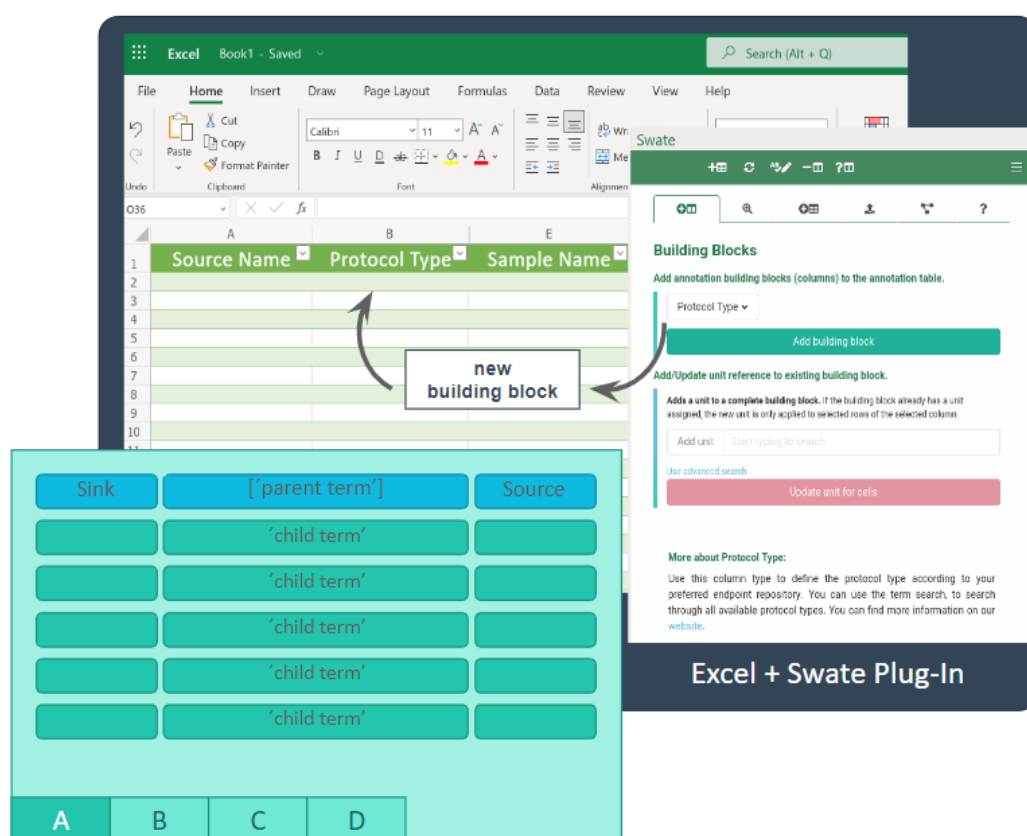 Excel Book1 - Saved
Search (Alt + Q)
File Home Insert Draw Page Layout Formulas Data Review View Help
Cut
Copy
Paste
Format Painter
Calibri 11
B I U D ab
Undo Clipboard Font Alignmen
O36 fx
A B E
1 Source Name Protocol Type Sample Name
2
3
4
5
6
7
8
9
10
11
new
building block
Swate
Building Blocks
Add annotation building blocks (columns) to the annotation table.
Protocol Type
Add building block
Add/Update unit reference to existing building block.
Adds a unit to a complete building block. If the building block already has a unit
assigned, the new unit is only applied to selected rows of the selected column.
Add unit Start typing to search
Use advanced search
Update unit for cells
More about Protocol Type:
Use this column type to define the protocol type according to your
preferred endpoint repository. You can use the term search, to search
through all available protocol types. You can find more information on our
website.
Excel + Swate Plug-In
Sink ['parent term'] Source
'child term'
'child term'
'child term'
'child term'
'child term'
A B C D